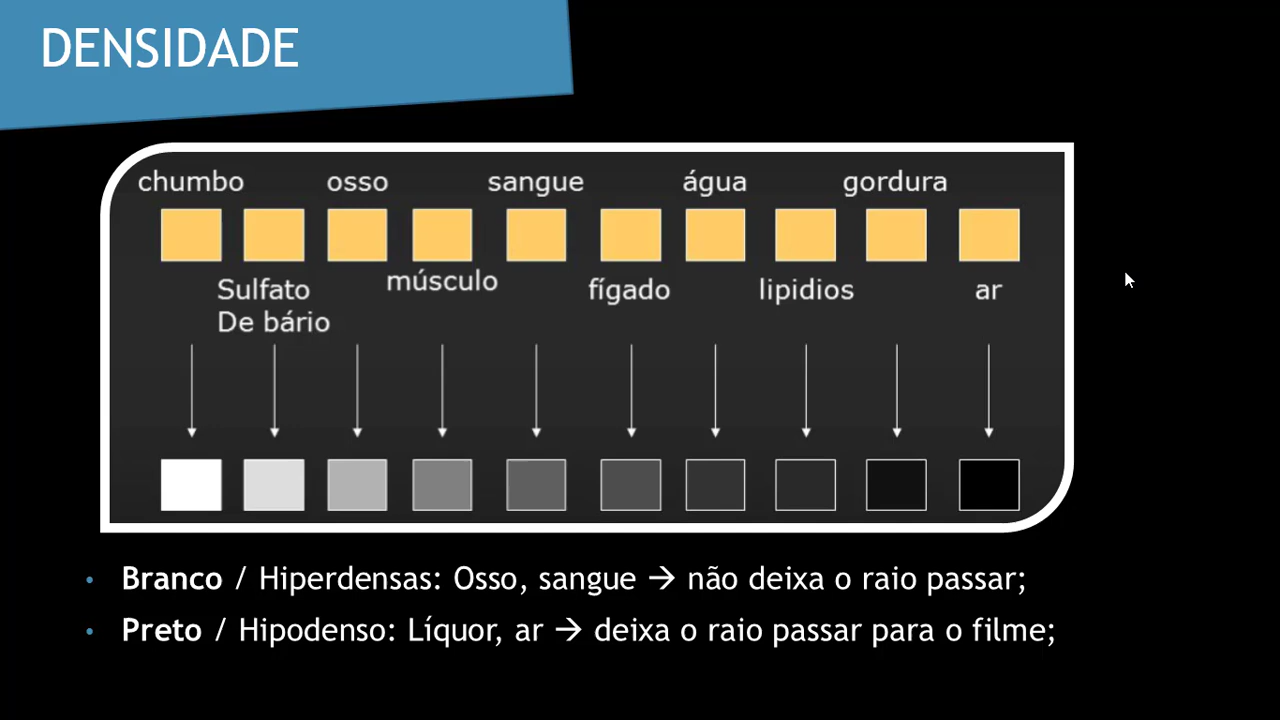 DENSIDADE
chumbo osso sangue água gordura
Sulfato músculo fígado lipidios ar
De bário
• Branco / Hiperdensas: Osso, sangue → não deixa o raio passar;
• Preto / Hipodenso: Líquor, ar → deixa o raio passar para o filme;